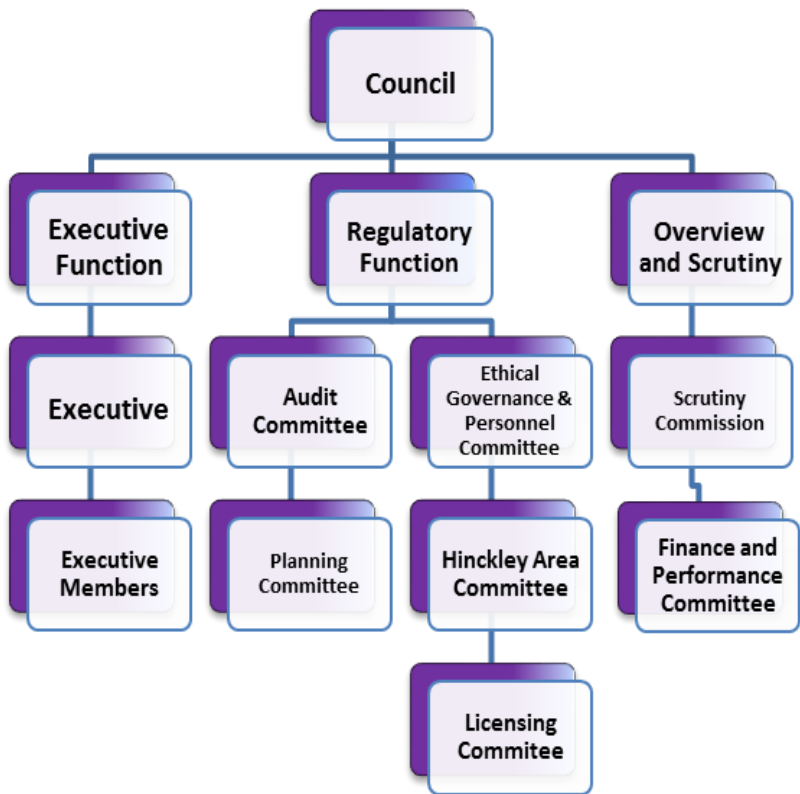 Council
Executive
Function
Regulatory
Function
Overview
and Scrutiny
Executive
Audit
Committee
Ethical
Governance &
Personnel
Committee
Scrutiny
Commission
Executive
Members
Planning
Committee
Hinckley Area
Committee
Finance and
Performance
Committee
Licensing
Commitee